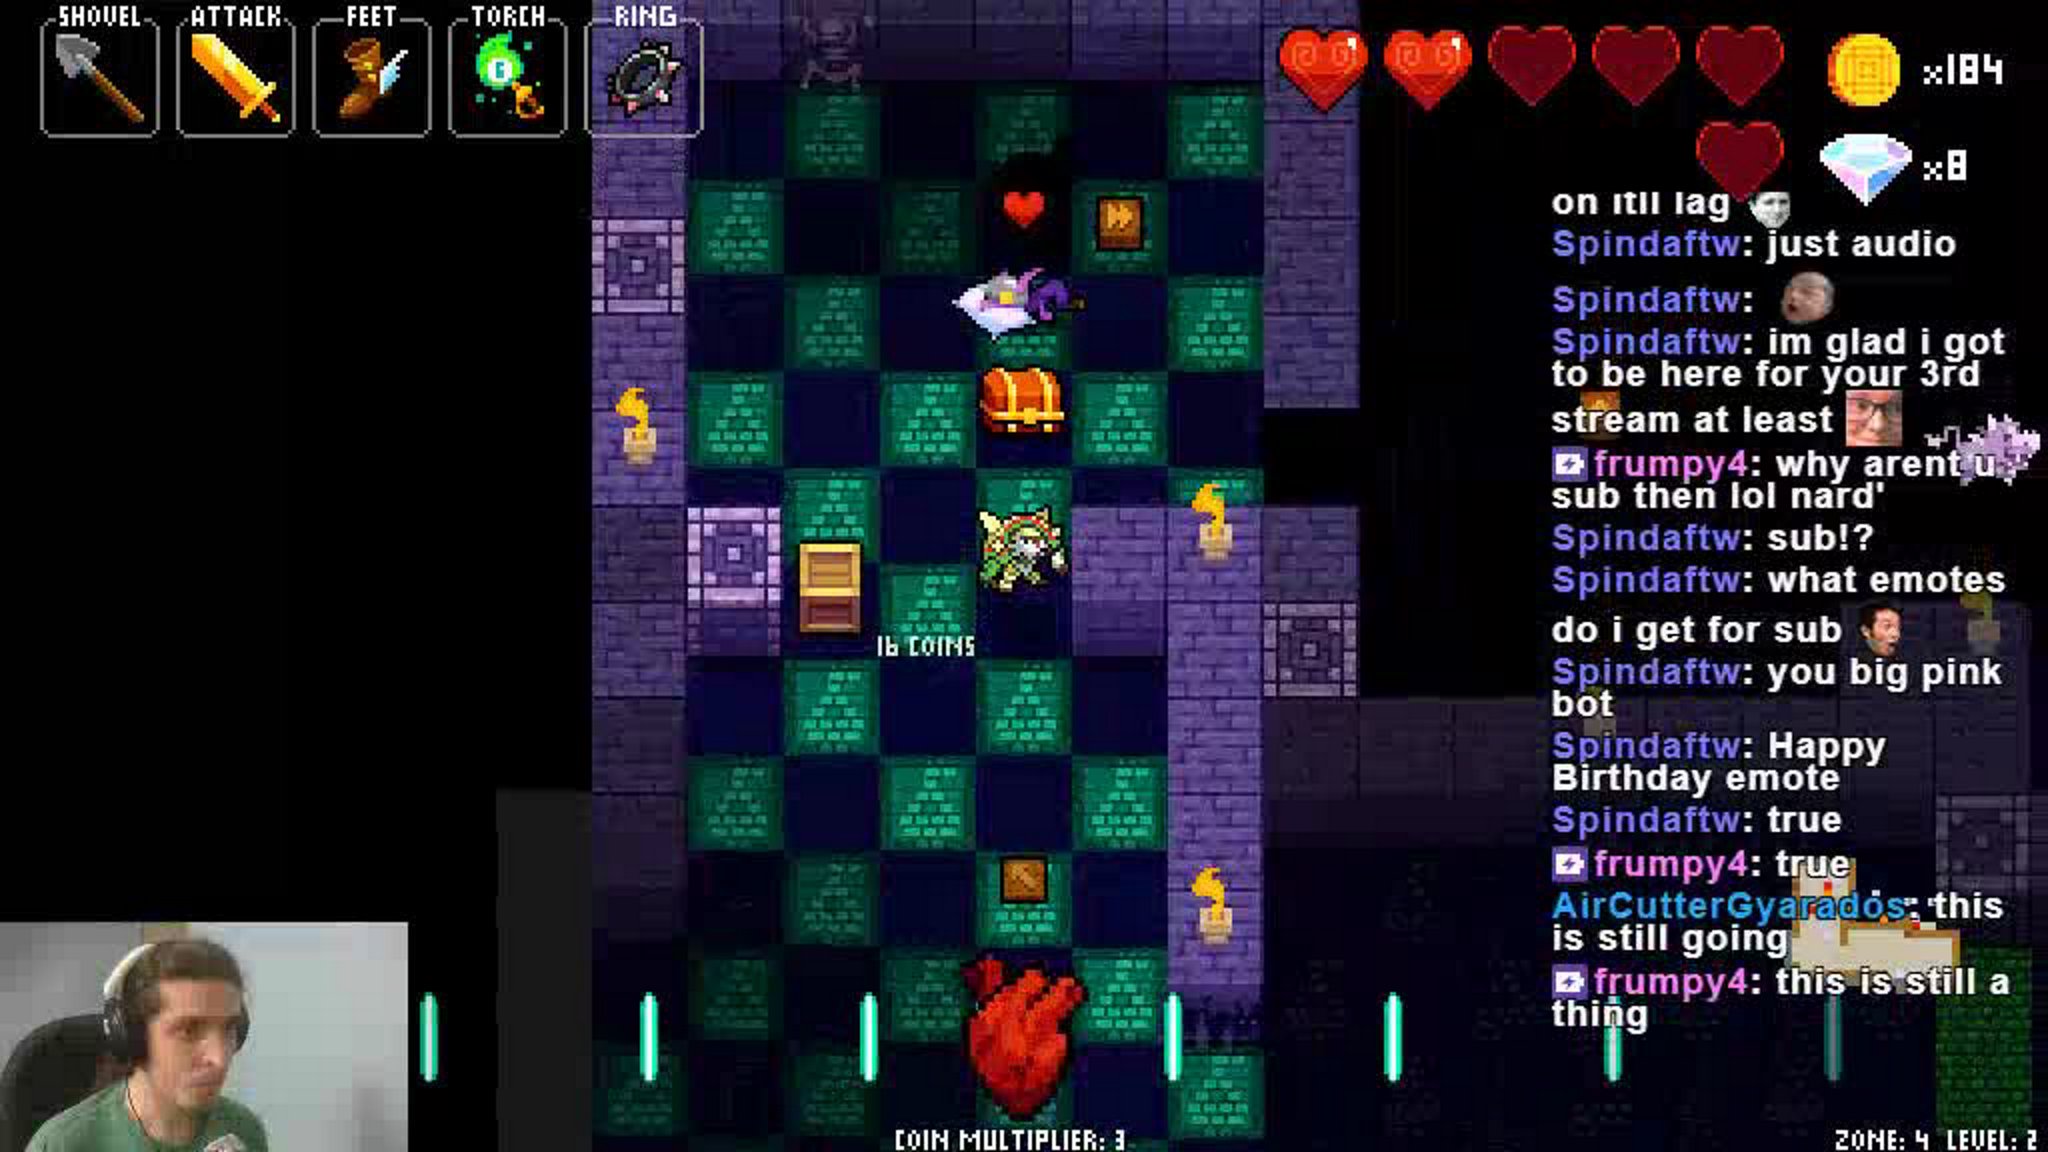 SHOVEL ATTACK FEET TORCH RING
x184
x8
on itll lag
Spindaftw: just audio
Spindaftw:
Spindaftw: im glad i got
to be here for your 3rd
stream at least
frumpy4: why arent u
sub then lol nard'
Spindaftw: sub!?
Spindaftw: what emotes
do i get for sub
Spindaftw: you big pink
bot
Spindaftw: Happy
Birthday emote
Spindaftw: true
frumpy4: true
AirCutterGyarados: this
is still going
frumpy4: this is still a
thing
16 COINS
COIN MULTIPLIER: 3
ZONE: 4 LEVEL: 2